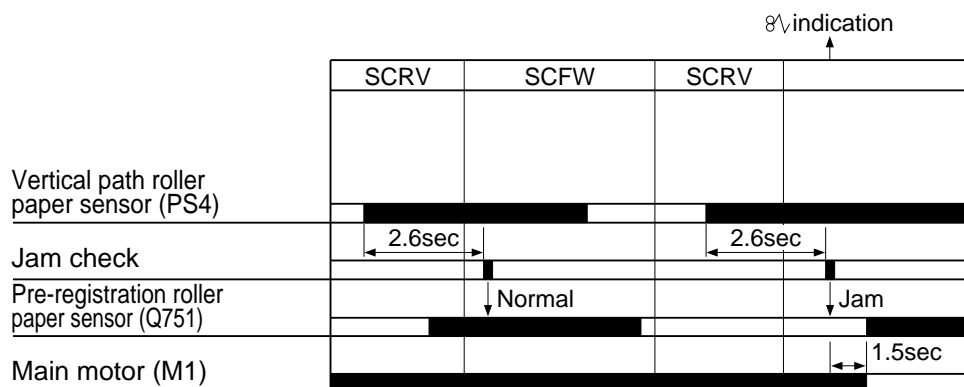 indication
SCRV SCFW SCRV
Vertical path roller
paper sensor (PS4)
2.6sec 2.6sec
Jam check
Normal Jam
Pre-registration roller
paper sensor (Q751)
1.5sec
Main motor (M1)